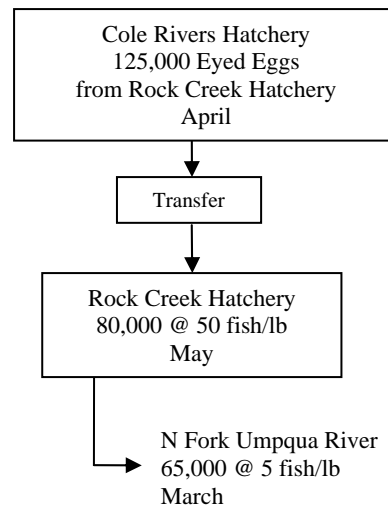 Cole Rivers Hatchery
125,000 Eyed Eggs
from Rock Creek Hatchery
April
Transfer
Rock Creek Hatchery
80,000 @ 50 fish/lb
May
N Fork Umpqua River
65,000 @ 5 fish/lb
March